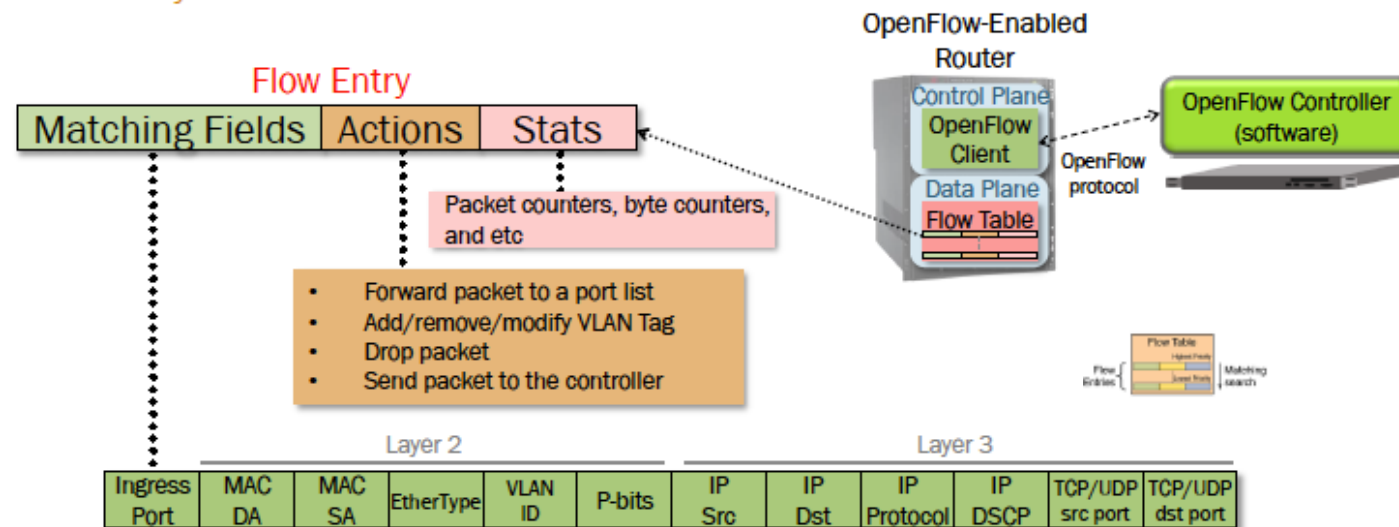 OpenFlow-Enabled
Router
Flow Entry
Matching Fields
Actions
Stats
Control Plane
OpenFlow
Client
OpenFlow Controller
(software)
OpenFlow
protocol
Data Plane
Flow Table
Packet counters, byte counters,
and etc
• Forward packet to a port list
• Add/remove/modify VLAN Tag
• Drop packet
• Send packet to the controller
Flow Table
Highest Priority
Flow
Entries
Lowest Priority
Matching
search
Layer 2
Layer 3
Ingress
Port
MAC
DA
MAC
SA
EtherType
VLAN
ID
P-bits
IP
Src
IP
Dst
IP
Protocol
IP
DSCP
TCP/UDP
src port
TCP/UDP
dst port